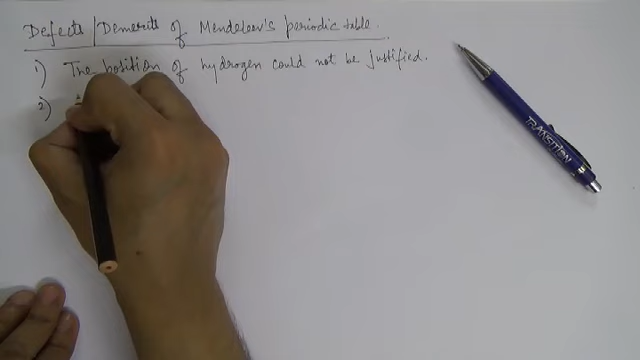 Defects/Demerits of Mendeleev's periodic table.
1) The position of hydrogen could not be justified.
2)
TRANSITION